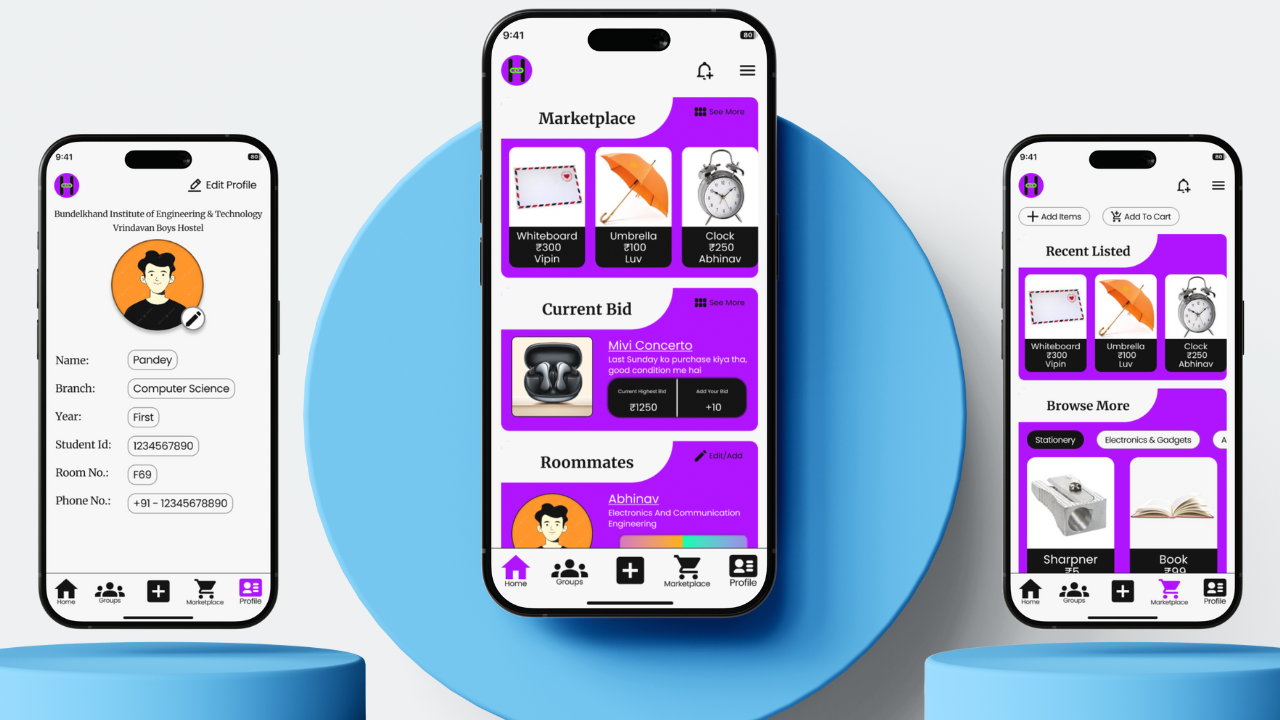 9:41
80
Edit Profile
Bundelkhand Institute of Engineering & Technology
Vrindavan Boys Hostel
Name: Pandey
Branch: Computer Science
Year: First
Student Id: 1234567890
Room No.: F69
Phone No.: +91 - 12345678890
Home Groups Marketplace Profile
9:41
80
Marketplace
See More
Whiteboard
₹300
Vipin
Umbrella
₹100
Luv
Clock
₹250
Abhinav
Current Bid
See More
Mivi Concerto
Last Sunday ko purchase kiya tha,
good condition me hai
Current Highest Bid
₹1250
Add Your Bid
+10
Roommates
Edit/Add
Abhinav
Electronics And Communication
Engineering
Home Groups Marketplace Profile
9:41
80
Add Items
Add To Cart
Recent Listed
Whiteboard
₹300
Vipin
Umbrella
₹100
Luv
Clock
₹250
Abhinav
Browse More
Stationery
Electronics & Gadgets
A
Sharpner
₹5
Book
₹99
Home Groups Marketplace Profile